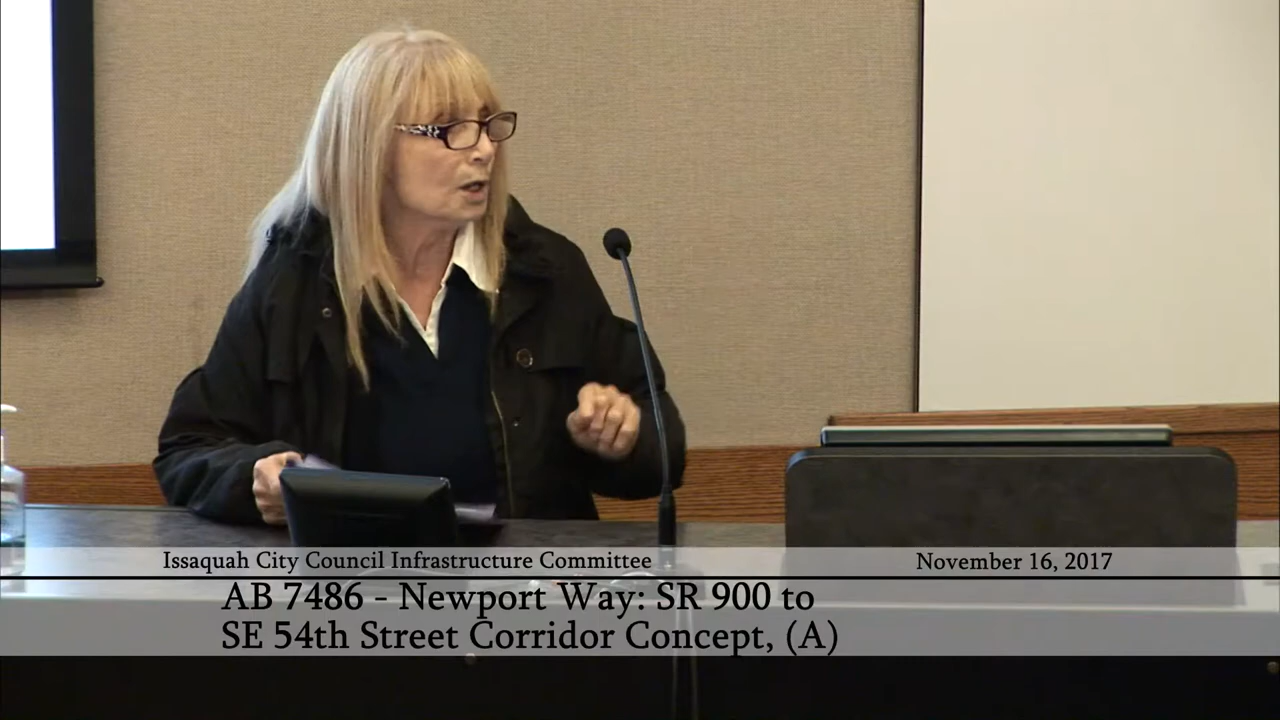 Issaquah City Council Infrastructure Committee
November 16, 2017
AB 7486 - Newport Way: SR 900 to
SE 54th Street Corridor Concept, (A)